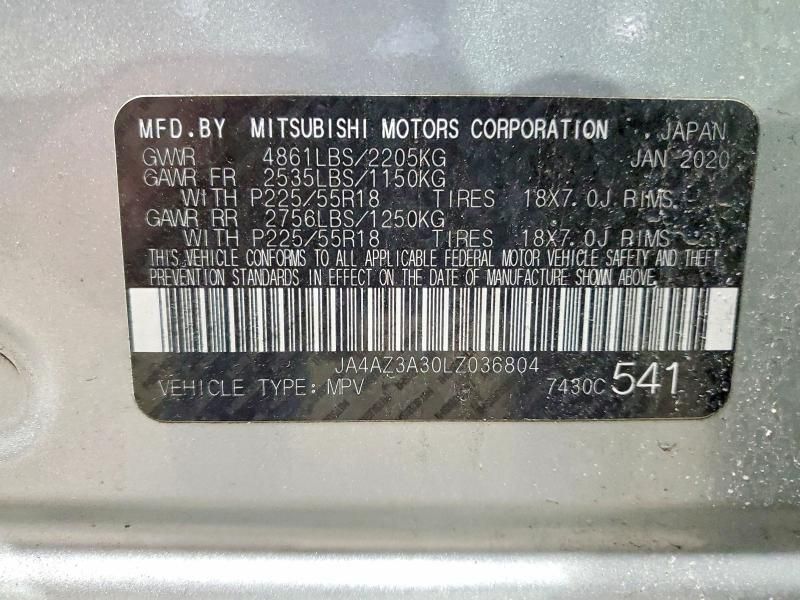 MFD.BY MITSUBISHI MOTORS CORPORATION , JAPAN
GVWR 4861LBS/2205KG JAN 2020
GAWR FR 2535LBS/1150KG
WITH P225/55R18 TIRES 18X7.0J RIMS.
GAWR RR 2756LBS/1250KG
WITH P225/55R18 TIRES 18X7.0J RIMS.
THIS VEHICLE CONFORMS TO ALL APPLICABLE FEDERAL MOTOR VEHICLE SAFETY AND THEFT
PREVENTION STANDARDS IN EFFECT ON THE DATE OF MANUFACTURE SHOWN ABOVE.
JA4AZ3A30LZ036804
VEHICLE TYPE: MPV 7430C 541